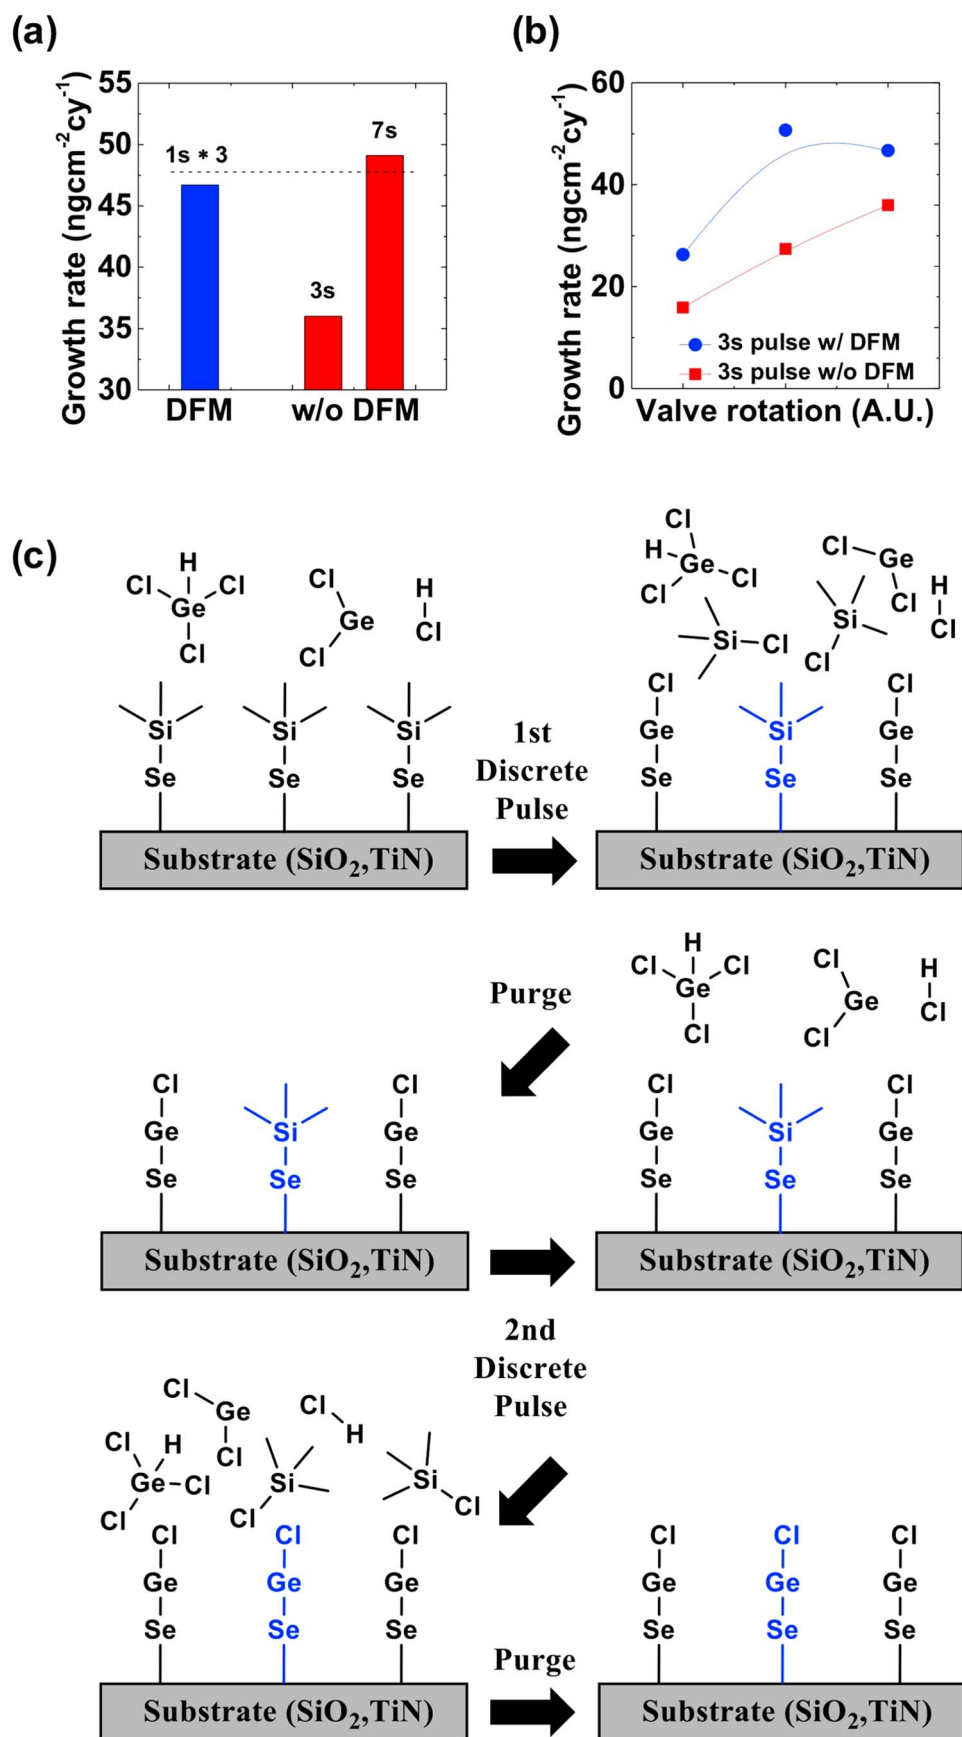 (a)
Growth rate (ngcm-2cy-1)
55
50
45
40
35
30
1s * 3
3s
7s
DFM
w/o DFM
(b)
Growth rate (ngcm-2cy-1)
60
40
20
0
3s pulse w/ DFM
3s pulse w/o DFM
Valve rotation (A.U.)
(c)
H
Cl Ge Cl
Cl
Cl
Ge
Cl
H
Cl
Si Si Si
Se Se Se
Substrate (SiO2,TiN)
1st
Discrete
Pulse
Cl
H Ge
Cl Cl
Cl Ge
Cl
H
Cl
Si Cl
Si
Cl
Cl Cl
Ge Si Ge
Se Se Se
Substrate (SiO2,TiN)
Purge
Cl Cl
Ge Si Ge
Se Se Se
Substrate (SiO2,TiN)
H
Cl Ge Cl
Cl
Cl
Ge
Cl
H
Cl
Cl Cl
Ge Si Ge
Se Se Se
Substrate (SiO2,TiN)
2nd
Discrete
Pulse
Cl
Ge
Cl
Cl
H
Cl H
Ge Cl
Cl
Si
Cl
Si
Cl
Cl Cl Cl
Ge Ge Ge
Se Se Se
Substrate (SiO2,TiN)
Purge
Cl Cl Cl
Ge Ge Ge
Se Se Se
Substrate (SiO2,TiN)